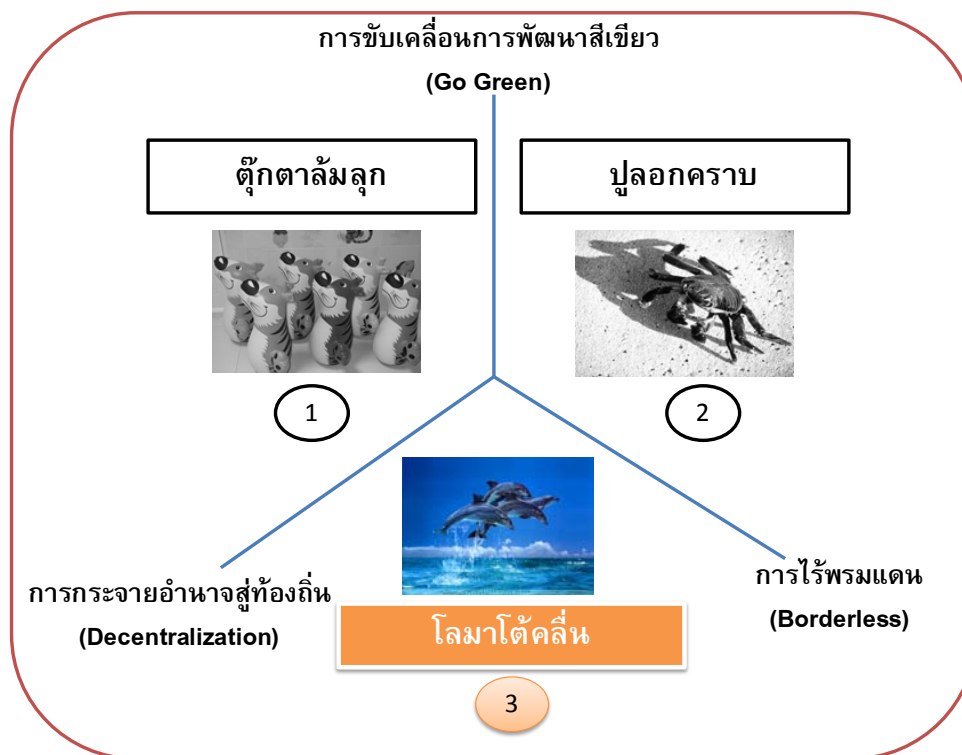 การขับเคลื่อนการพัฒนาสีเขียว
(Go Green)
ตุ๊กตาล้มลุก
ปูลอกคราบ
1
2
การกระจายอำนาจสู่ท้องถิ่น
(Decentralization)
การไร้พรมแดน
(Borderless)
โลมาโต้คลื่น
3